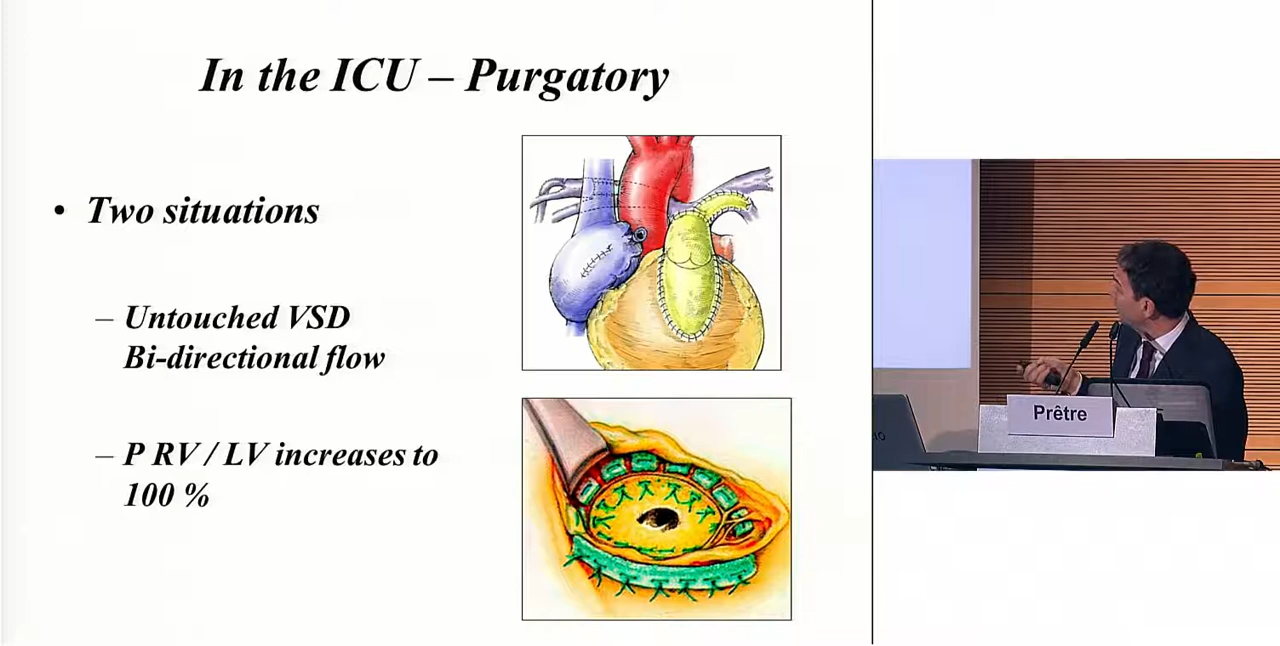 In the ICU – Purgatory
• Two situations
– Untouched VSD
Bi-directional flow
– P RV / LV increases to
100 %
Prêtre